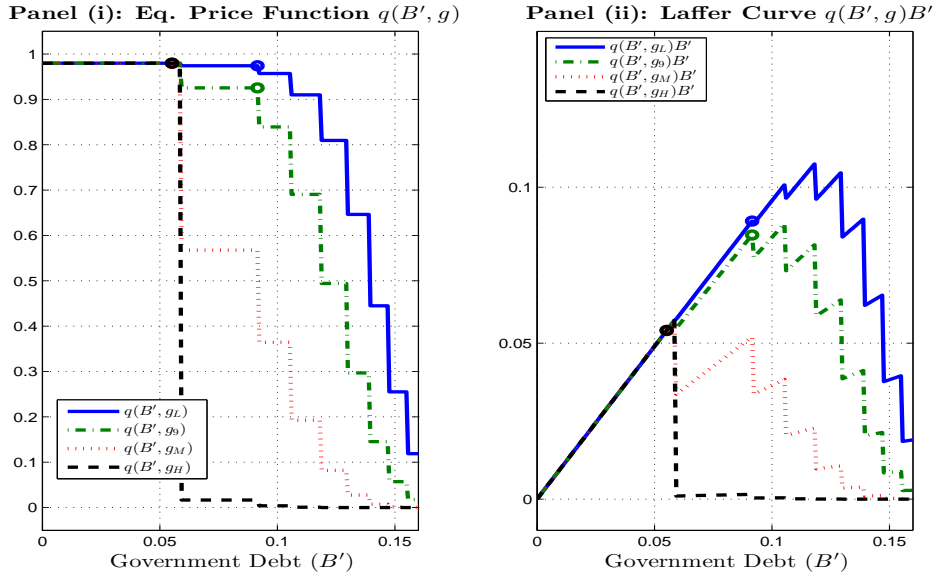 Panel (i): Eq. Price Function q(B′, g)
1
0.9
0.8
0.7
0.6
0.5
0.4
0.3
0.2
0.1
0
q(B′, g_L)
q(B′, g_9)
q(B′, g_M)
q(B′, g_H)
0 0.05 0.1 0.15
Government Debt (B′)
Panel (ii): Laffer Curve q(B′, g)B′
q(B′, g_L)B′
q(B′, g_9)B′
q(B′, g_M)B′
q(B′, g_H)B′
0.1
0.05
0
0 0.05 0.1 0.15
Government Debt (B′)